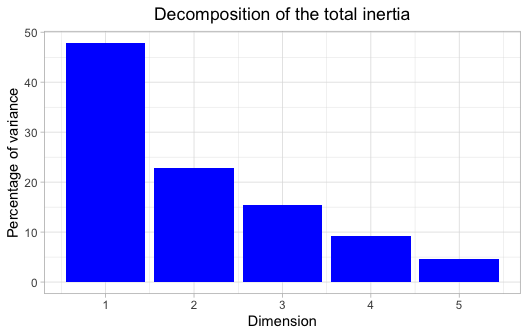 Decomposition of the total inertia
Percentage of variance
50
40
30
20
10
0
1 2 3 4 5
Dimension